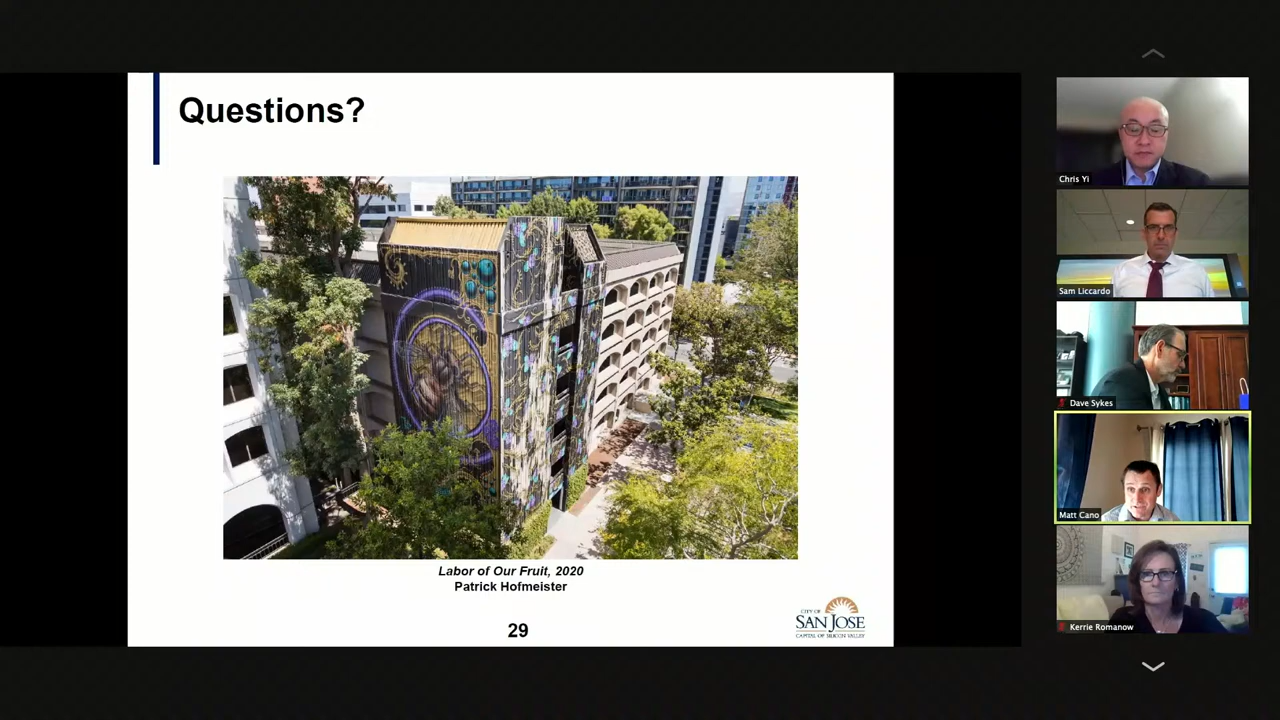 Questions?
Labor of Our Fruit, 2020
Patrick Hofmeister
29
CITY OF
SAN JOSE
CAPITAL OF SILICON VALLEY
Chris Yi
Sam Liccardo
Dave Sykes
Matt Cano
Kerrie Romanow